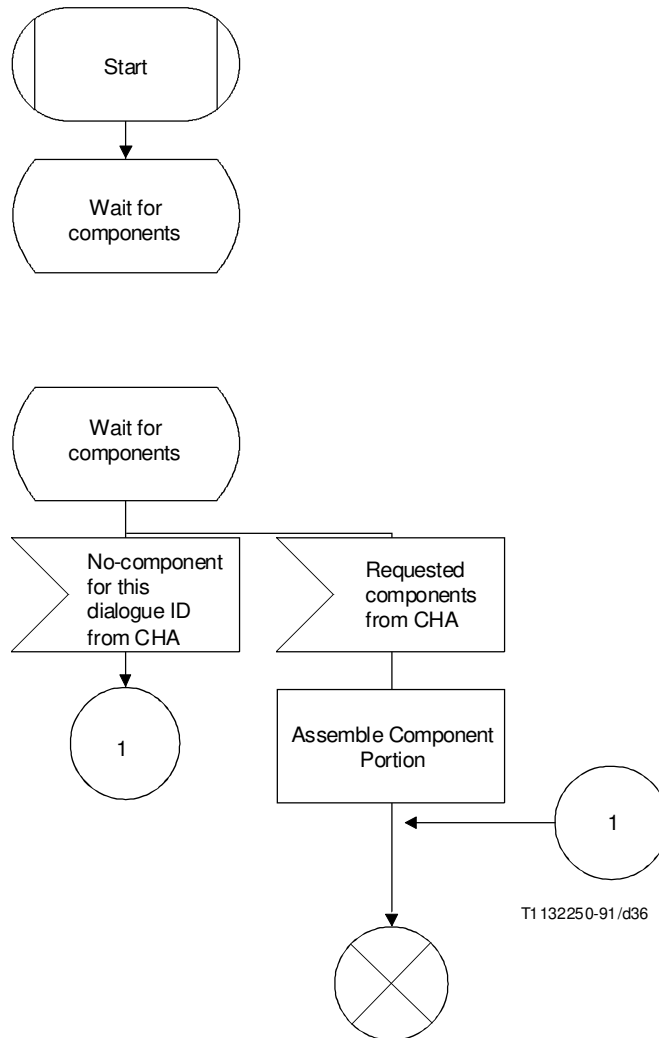 Start
Wait for
components
Wait for
components
No-component
for this
dialogue ID
from CHA
Requested
components
from CHA
1
Assemble Component
Portion
1
T1132250-91/d36